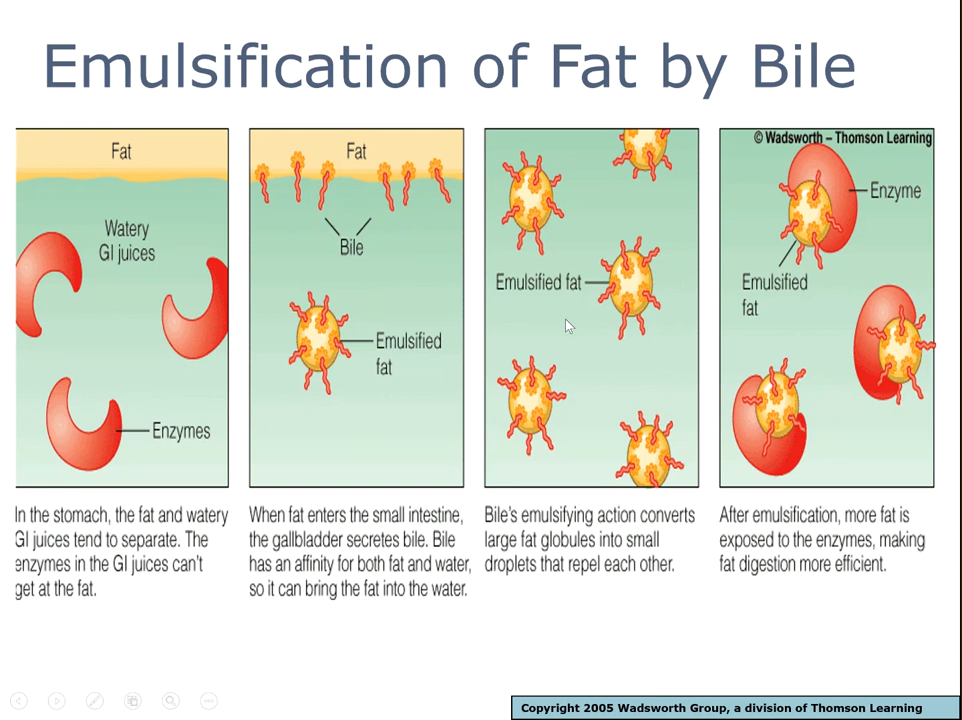 Emulsification of Fat by Bile
Fat
Watery
GI juices
Enzymes
In the stomach, the fat and watery
GI juices tend to separate. The
enzymes in the GI juices can't
get at the fat.
Fat
Bile
Emulsified
fat
When fat enters the small intestine,
the gallbladder secretes bile. Bile
has an affinity for both fat and water,
so it can bring the fat into the water.
Emulsified fat
Bile's emulsifying action converts
large fat globules into small
droplets that repel each other.
© Wadsworth – Thomson Learning
Enzyme
Emulsified
fat
After emulsification, more fat is
exposed to the enzymes, making
fat digestion more efficient.
Copyright 2005 Wadsworth Group, a division of Thomson Learning